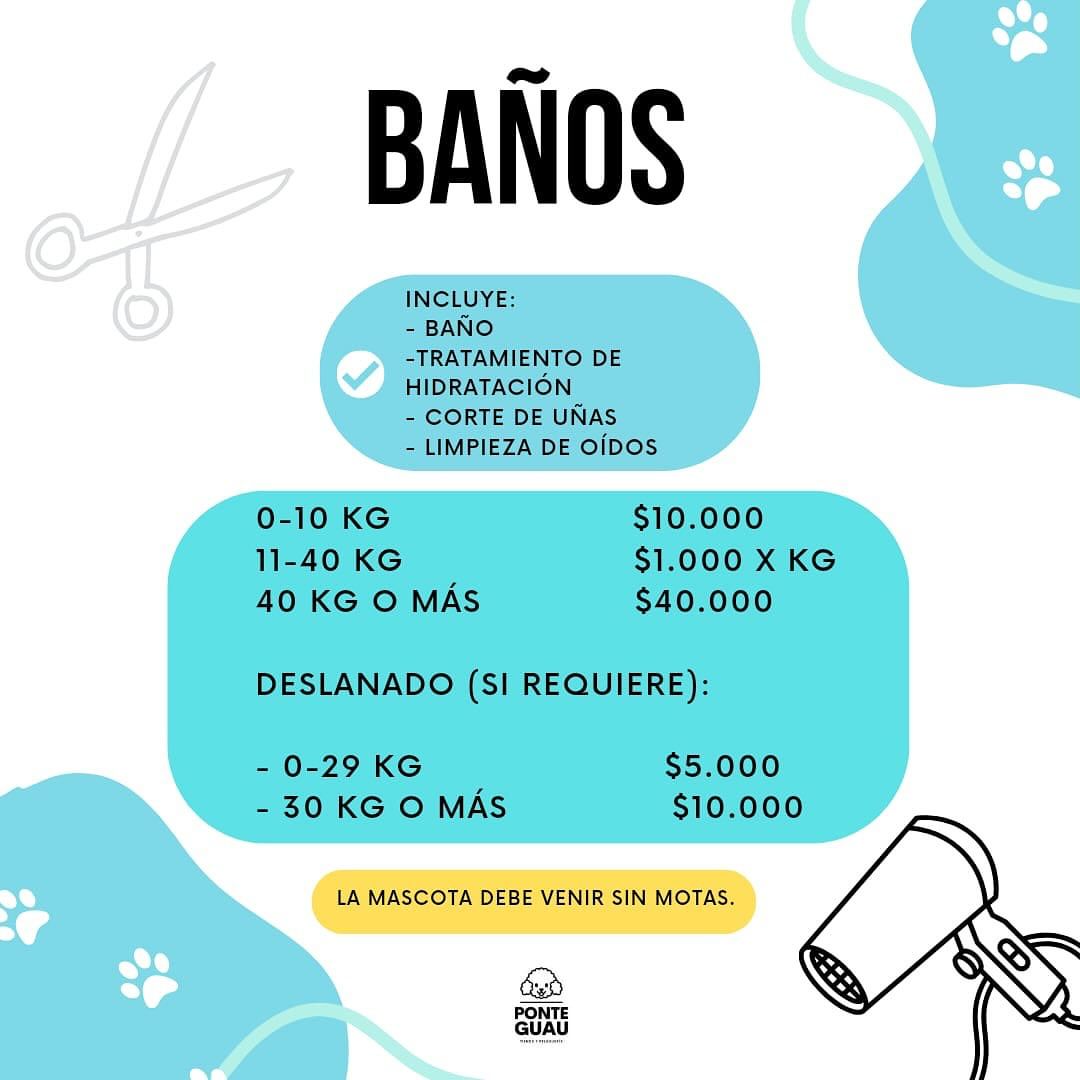 BAÑOS
INCLUYE:
- BAÑO
-TRATAMIENTO DE
HIDRATACIÓN
- CORTE DE UÑAS
- LIMPIEZA DE OÍDOS
0-10 KG $10.000
11-40 KG $1.000 X KG
40 KG O MÁS $40.000
DESLANADO (SI REQUIERE):
- 0-29 KG $5.000
- 30 KG O MÁS $10.000
LA MASCOTA DEBE VENIR SIN MOTAS.
PONTE
GUAU